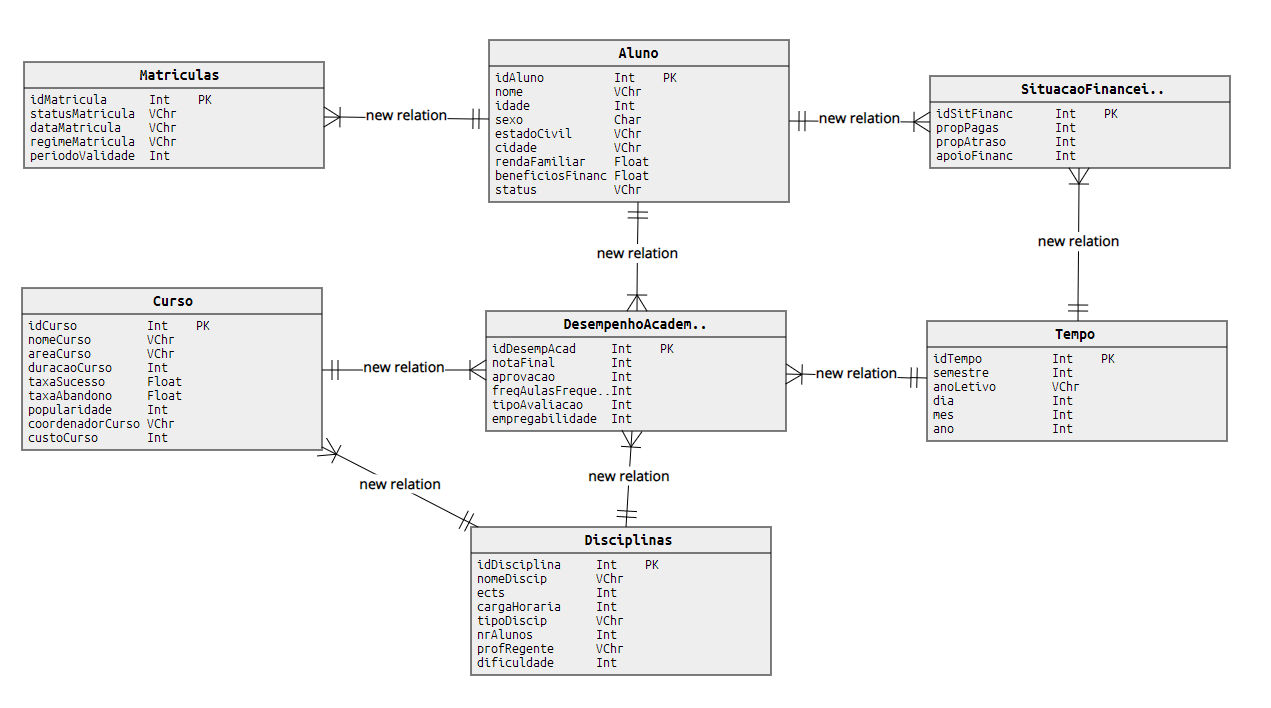 Matriculas
idMatricula Int PK
statusMatricula VChr
dataMatricula VChr
regimeMatricula VChr
periodoValidade Int
new relation
Aluno
idAluno Int PK
nome VChr
idade Int
sexo Char
estadoCivil VChr
cidade VChr
rendaFamiliar Float
beneficiosFinanc Float
status VChr
new relation
SituacaoFinancei..
idSitFinanc Int PK
propPagas Int
propAtraso Int
apoioFinanc Int
new relation
new relation
Curso
idCurso Int PK
nomeCurso VChr
areaCurso VChr
duracaoCurso Int
taxaSucesso Float
taxaAbandono Float
popularidade Int
coordenadorCurso VChr
custoCurso Int
new relation
DesempenhoAcadem..
idDesempAcad Int PK
notaFinal Int
aprovacao Int
freqAulasFreque.. Int
tipoAvaliacao Int
empregabilidade Int
new relation
Tempo
idTempo Int PK
semestre Int
anoLetivo VChr
dia Int
mes Int
ano Int
new relation
new relation
Disciplinas
idDisciplina Int PK
nomeDiscip VChr
ects Int
cargaHoraria Int
tipoDiscip VChr
nrAlunos Int
profRegente VChr
dificuldade Int